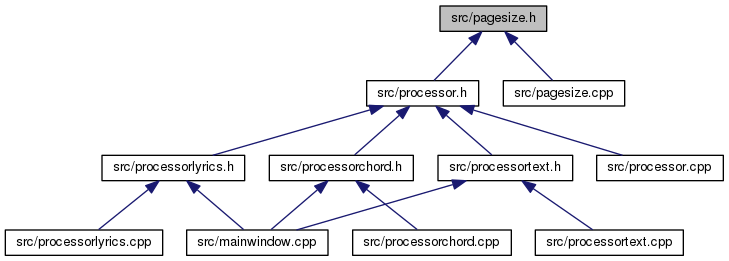 src/pagesize.h
src/processor.h
src/pagesize.cpp
src/processorlyrics.h
src/processorchord.h
src/processortext.h
src/processor.cpp
src/processorlyrics.cpp
src/mainwindow.cpp
src/processorchord.cpp
src/processortext.cpp